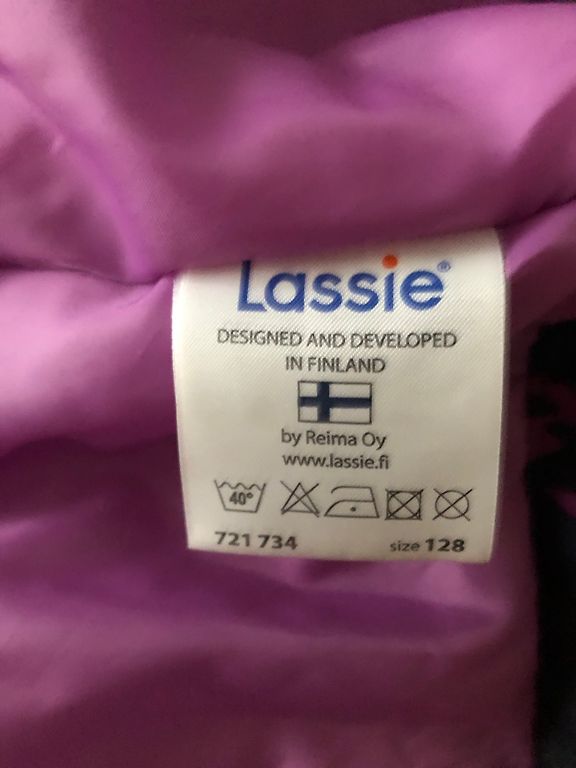 Lassie®
DESIGNED AND DEVELOPED
IN FINLAND
by Reima Oy
www.lassie.fi
40°
721 734 size 128